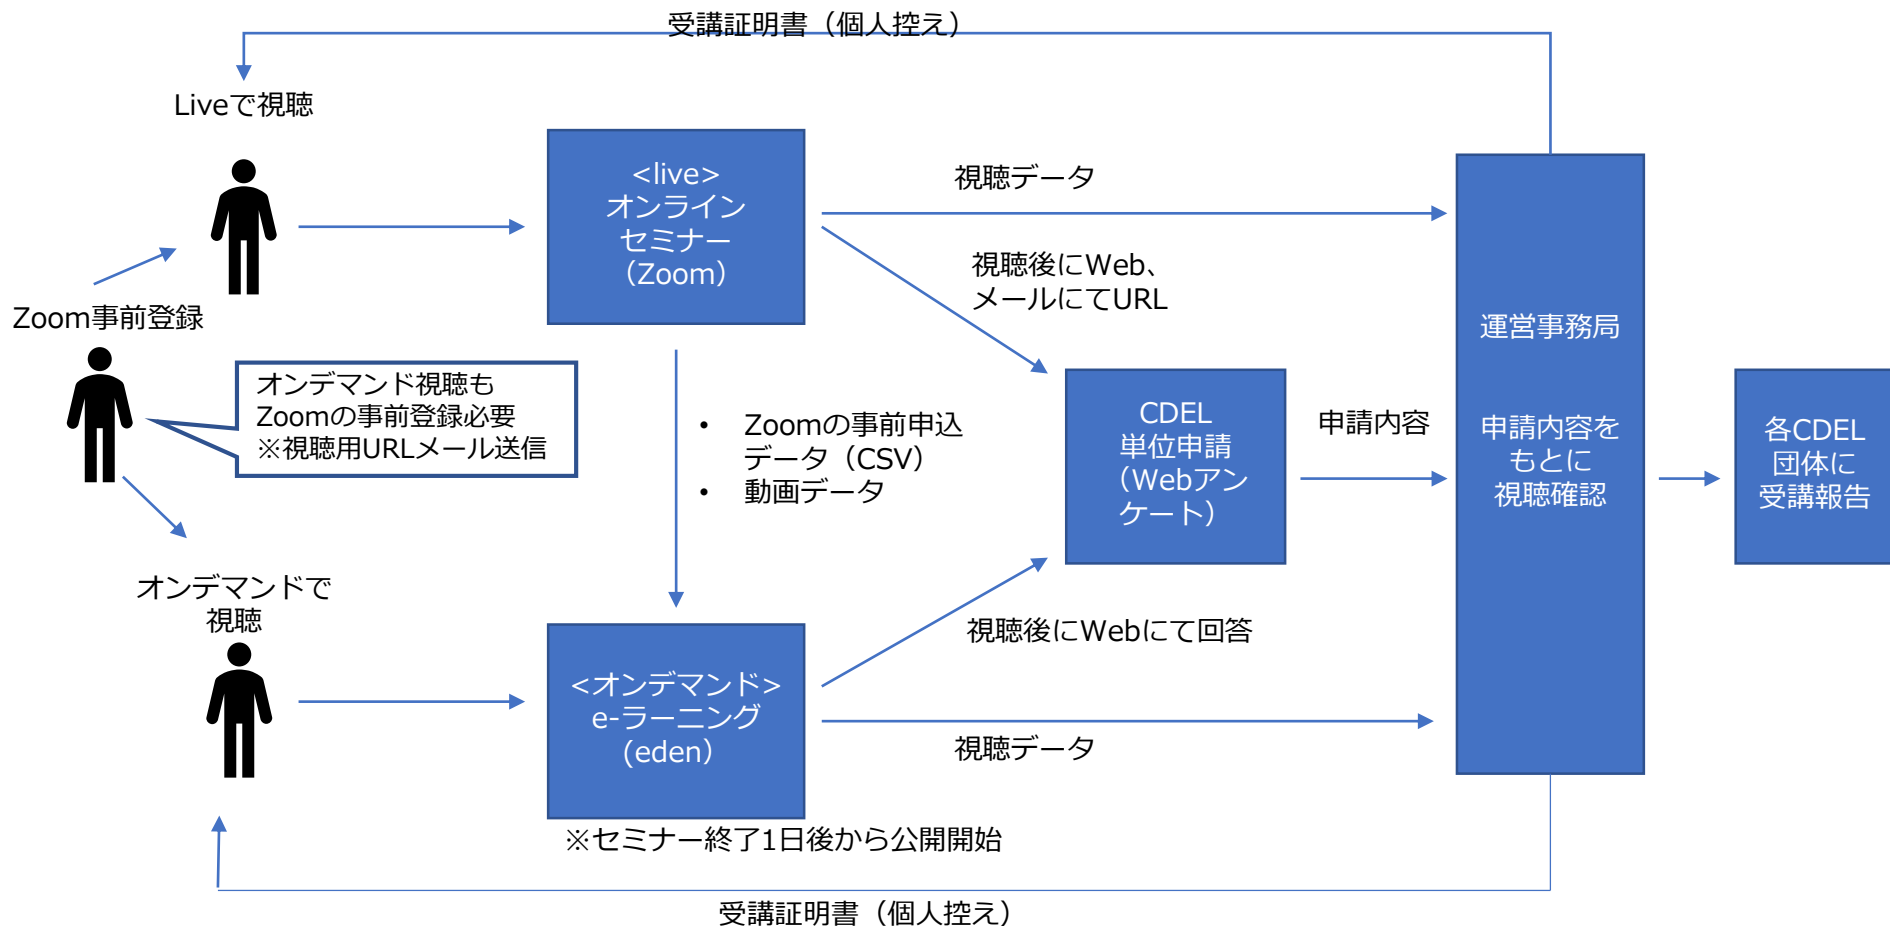 受講証明書（個人控え）
Liveで視聴
<live>
オンライン
セミナー
（Zoom）
視聴データ
視聴後にWeb、
メールにてURL
Zoom事前登録
オンデマンド視聴も
Zoomの事前登録必要
※視聴用URLメール送信
• Zoomの事前申込
データ（CSV）
• 動画データ
CDEL
単位申請
（Webアン
ケート）
申請内容
運営事務局
申請内容を
もとに
視聴確認
各CDEL
団体に
受講報告
オンデマンドで
視聴
<オンデマンド>
e-ラーニング
(eden）
視聴後にWebにて回答
視聴データ
※セミナー終了1日後から公開開始
受講証明書（個人控え）